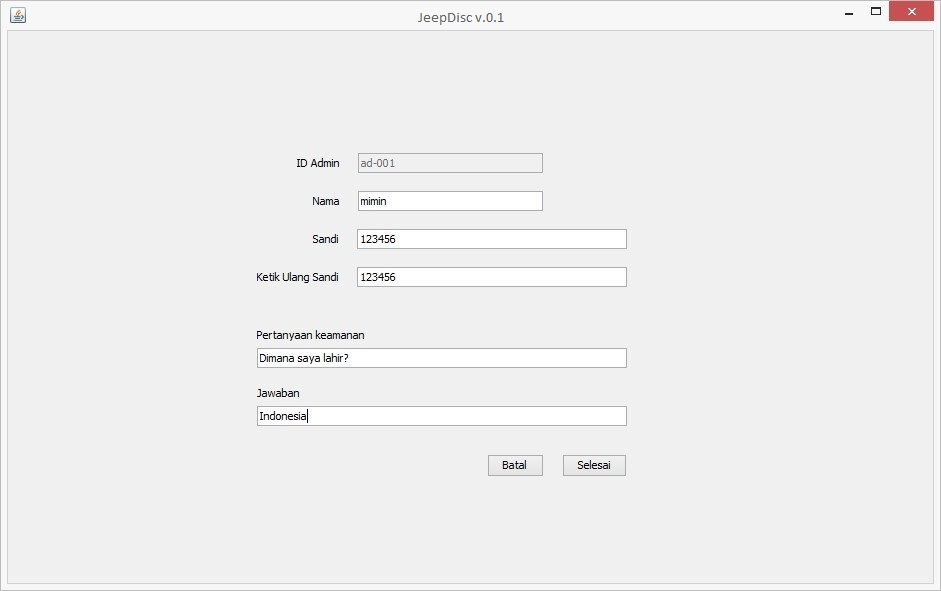 JeepDisc v.0.1
ID Admin ad-001
Nama mimin
Sandi 123456
Ketik Ulang Sandi 123456
Pertanyaan keamanan
Dimana saya lahir?
Jawaban
Indonesia
Batal Selesai